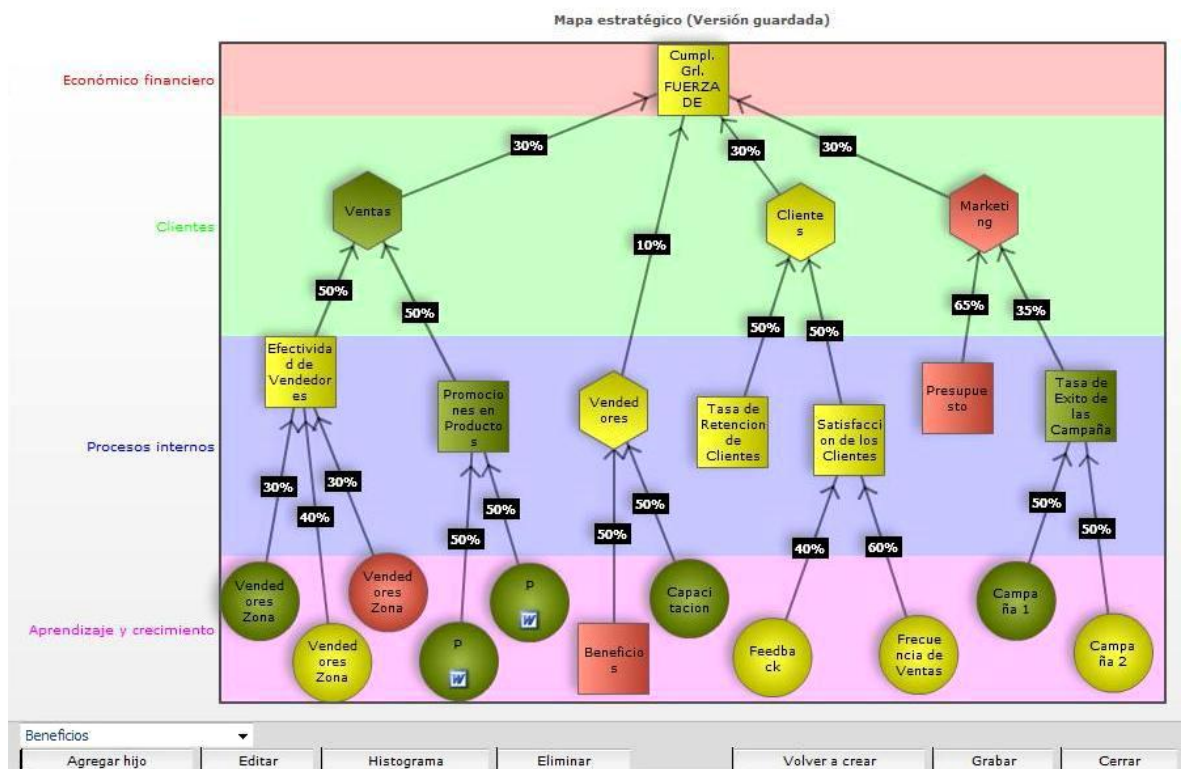 Mapa estratégico (Versión guardada)
Económico financiero
Cumpl.
Grl.
FUERZA
DE
30%
30%
30%
Clientes
Ventas
Cliente
s
Marketi
ng
10%
50%
50%
50%
50%
65%
35%
Procesos internos
Efectivida
d de
Vendedor
es
Promocio
nes en
Producto
s
Vended
ores
Tasa de
Retencion
de
Clientes
Satisfacc
ion de los
Clientes
Presupue
sto
Tasa de
Exito de
las
Campaña
30%
40%
30%
50%
50%
50%
50%
40%
60%
50%
50%
Aprendizaje y crecimiento
Vended
ores
Zona
Vended
ores
Zona
Vended
ores
Zona
P
W
P
W
Beneficio
s
Capaci
tacion
Feedba
ck
Frecue
ncia de
Ventas
Campa
ña 1
Campa
ña 2
Beneficios
Agregar hijo
Editar
Histograma
Eliminar
Volver a crear
Grabar
Cerrar